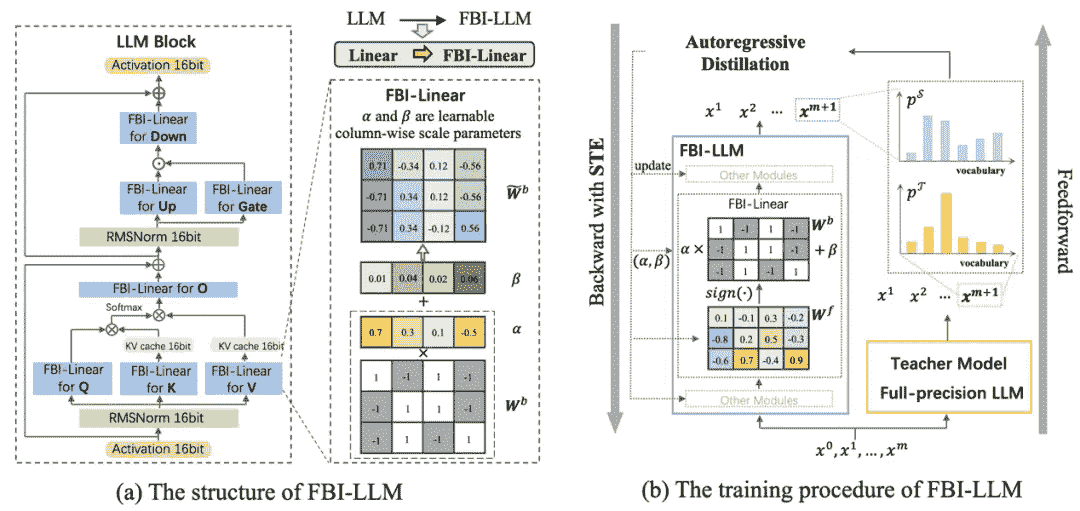 LLM → FBI-LLM
Linear FBI-Linear
LLM Block
Activation 16bit
FBI-Linear
for Down
FBI-Linear
for Up
FBI-Linear
for Gate
RMSNorm 16bit
FBI-Linear for O
Softmax
KV cache 16bit
KV cache 16bit
FBI-Linear
for Q
FBI-Linear
for K
FBI-Linear
for V
RMSNorm 16bit
Activation 16bit
FBI-Linear
α and β are learnable
column-wise scale parameters
0.71 -0.34 0.12 -0.56
-0.71 0.34 0.12 -0.56
-0.71 0.34 -0.12 0.56
W̃ᵇ
0.01 0.04 0.02 0.06
β
+
α
0.7 0.3 0.1 -0.5
×
1 -1 1 1
-1 1 1 1
-1 1 -1 -1
Wᵇ
(a) The structure of FBI-LLM
Backward with STE
Autoregressive
Distillation
x¹ x² ... xᵐ⁺¹
update
(α, β)
FBI-LLM
Other Modules
FBI-Linear
α ×
1 -1 1 -1
-1 1 1 -1
-1 1 -1 1
Wᵇ
+ β
sign(·)
0.1 -0.1 0.3 -0.2
-0.8 0.2 0.5 -0.3
-0.6 0.7 -0.4 0.9
Wᶠ
Other Modules
pˢ
vocabulary
pᵀ
vocabulary
x¹ x² ... xᵐ⁺¹
Teacher Model
Full-precision LLM
x⁰, x¹, ..., xᵐ
Feedforward
(b) The training procedure of FBI-LLM